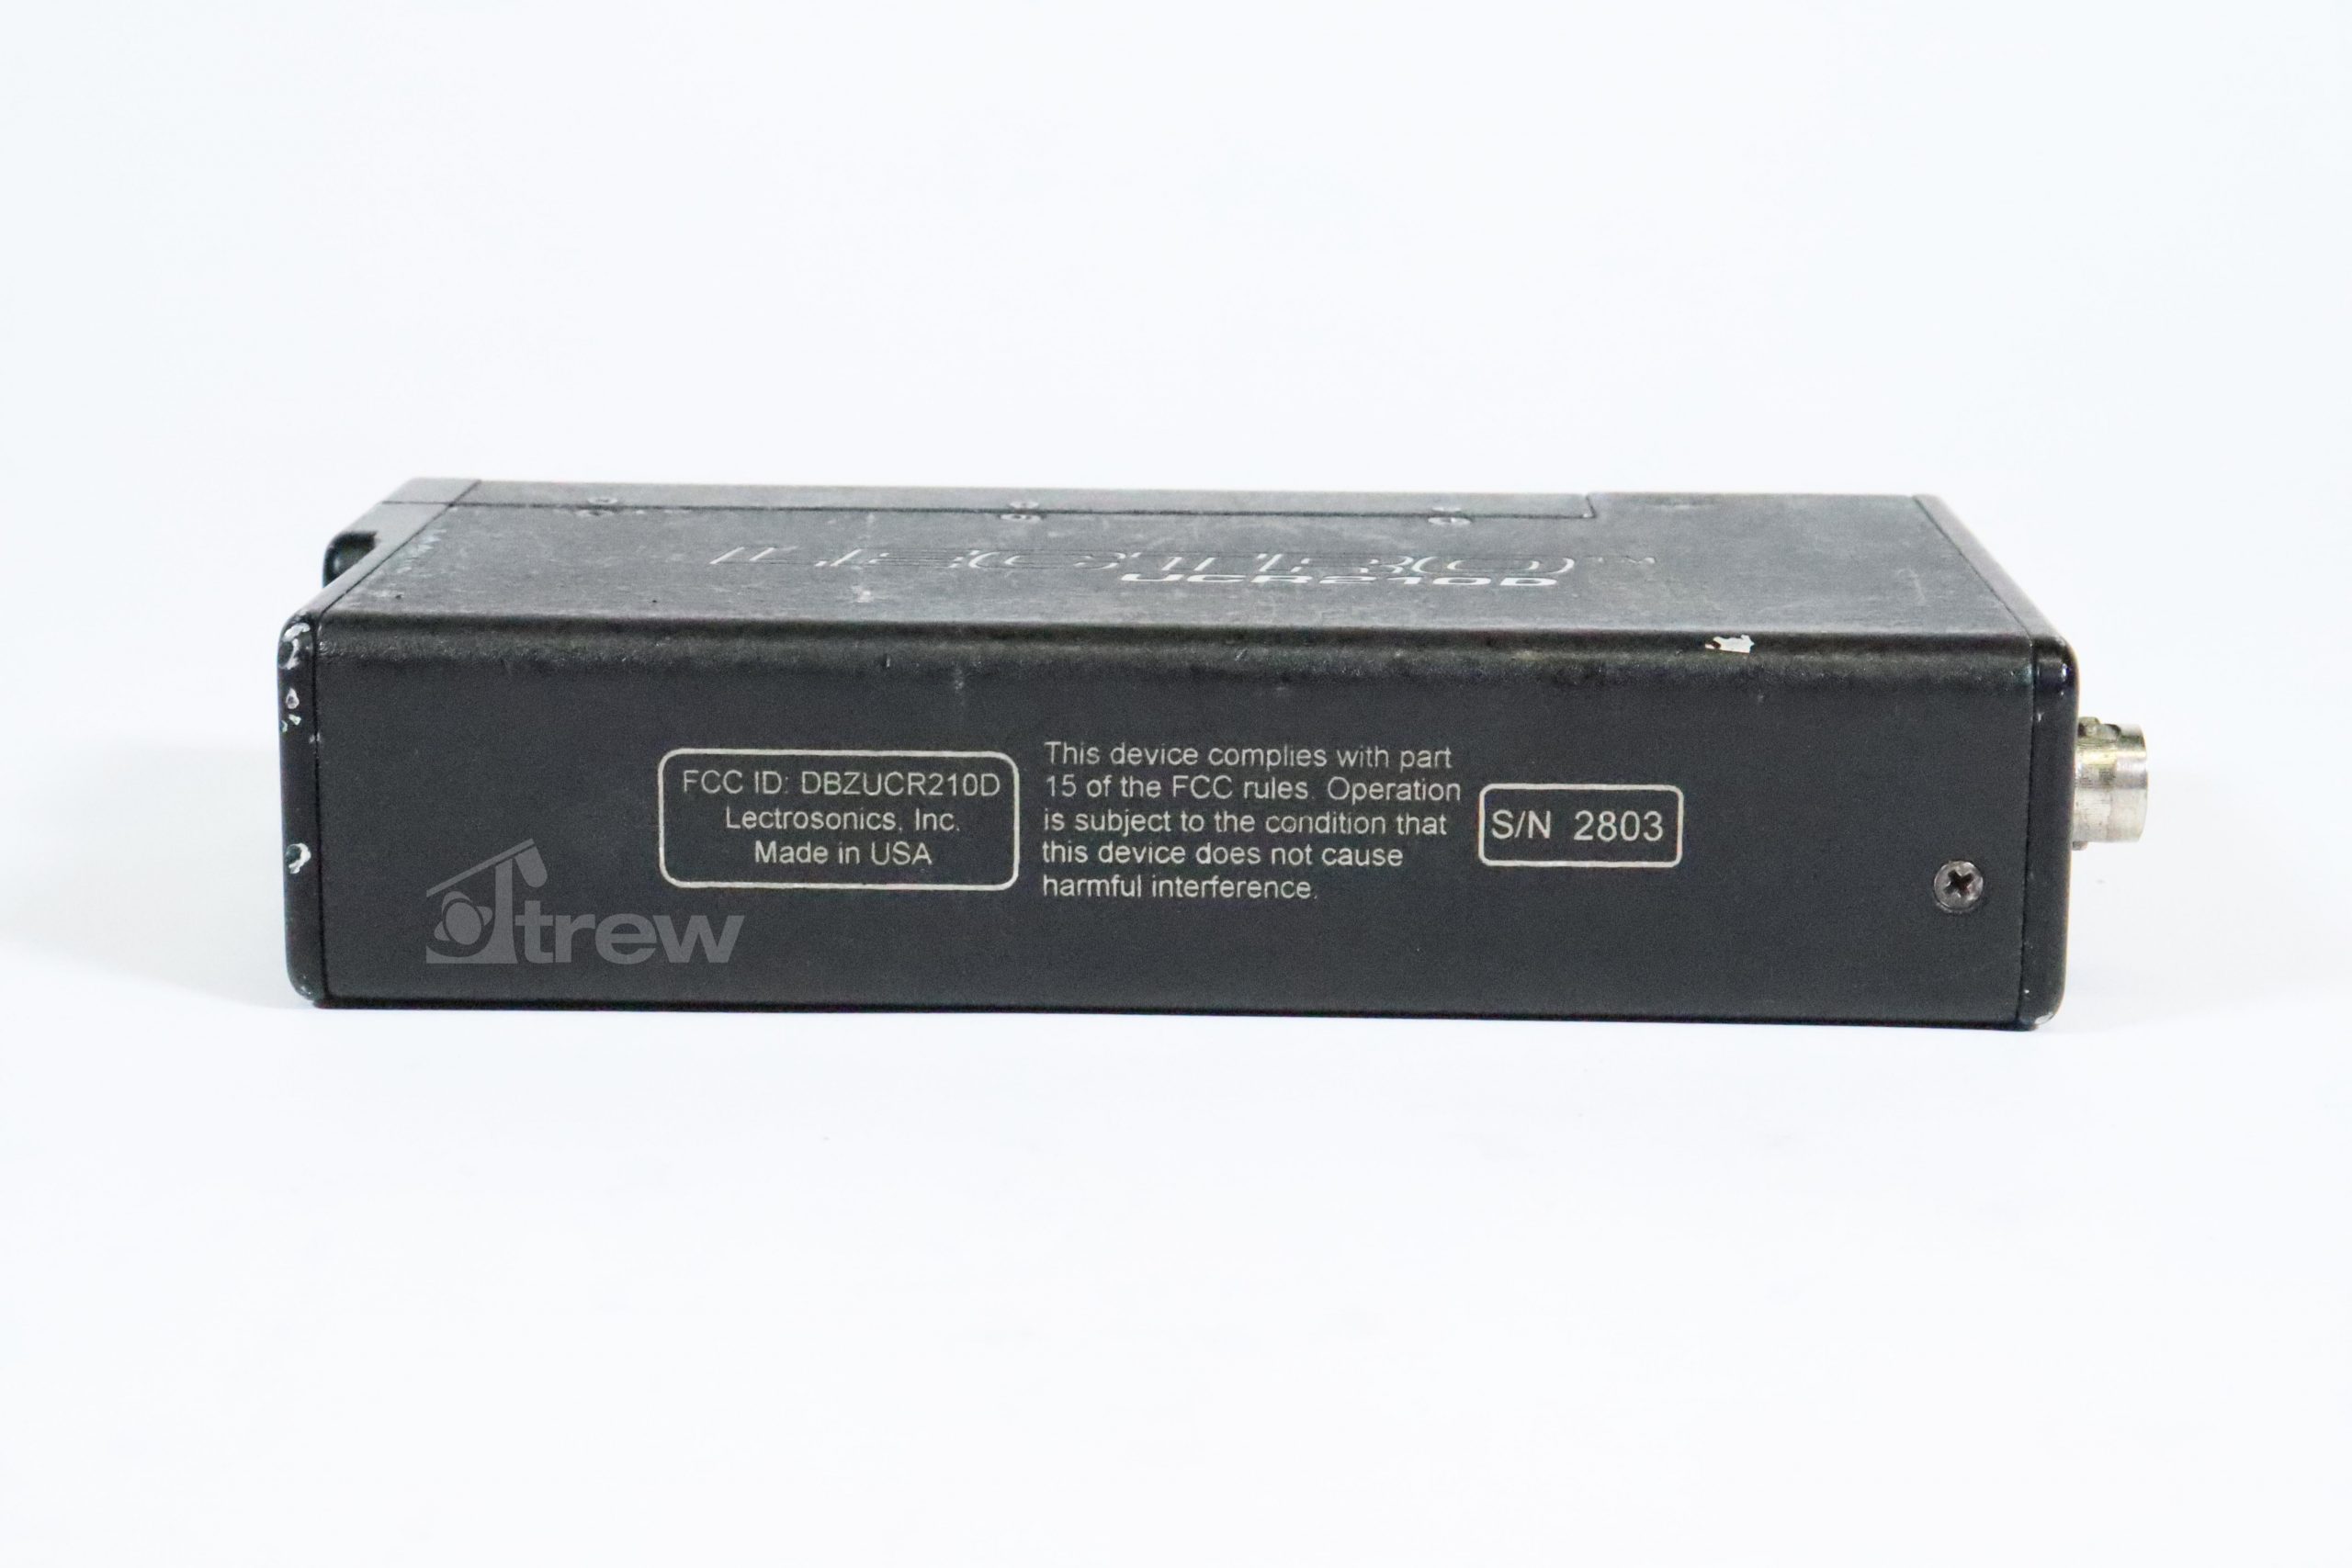 LECTRO™
UCR210D
FCC ID: DBZUCR210D
Lectrosonics, Inc.
Made in USA
This device complies with part
15 of the FCC rules. Operation
is subject to the condition that
this device does not cause
harmful interference.
S/N 2803
trew